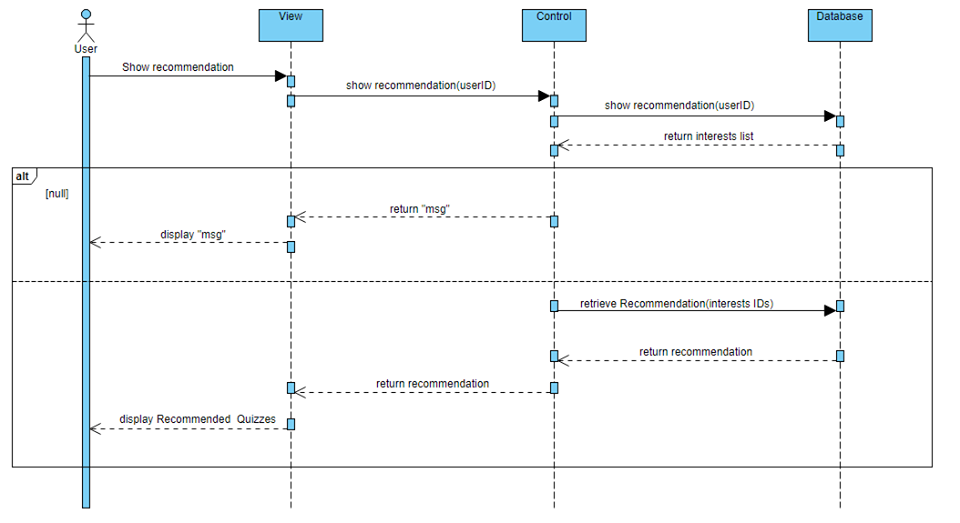 View
Control
Database
User
Show recommendation
show recommendation(userID)
show recommendation(userID)
return interests list
alt
[null]
return "msg"
display "msg"
retrieve Recommendation(interests IDs)
return recommendation
return recommendation
display Recommended Quizzes